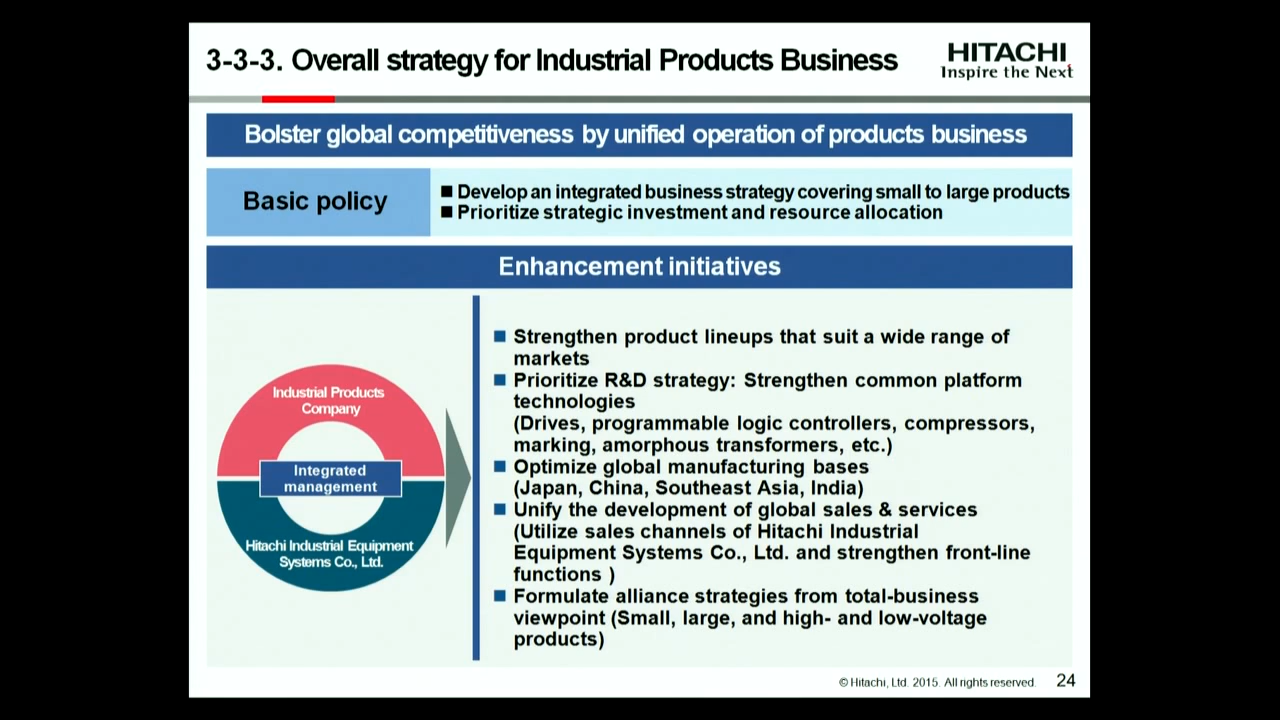 3-3-3. Overall strategy for Industrial Products Business
HITACHI
Inspire the Next
Bolster global competitiveness by unified operation of products business
Basic policy
■ Develop an integrated business strategy covering small to large products
■ Prioritize strategic investment and resource allocation
Enhancement initiatives
Industrial Products
Company
Integrated
management
Hitachi Industrial Equipment
Systems Co., Ltd.
■ Strengthen product lineups that suit a wide range of
markets
■ Prioritize R&D strategy: Strengthen common platform
technologies
(Drives, programmable logic controllers, compressors,
marking, amorphous transformers, etc.)
■ Optimize global manufacturing bases
(Japan, China, Southeast Asia, India)
■ Unify the development of global sales & services
(Utilize sales channels of Hitachi Industrial
Equipment Systems Co., Ltd. and strengthen front-line
functions )
■ Formulate alliance strategies from total-business
viewpoint (Small, large, and high- and low-voltage
products)
© Hitachi, Ltd. 2015. All rights reserved.
24